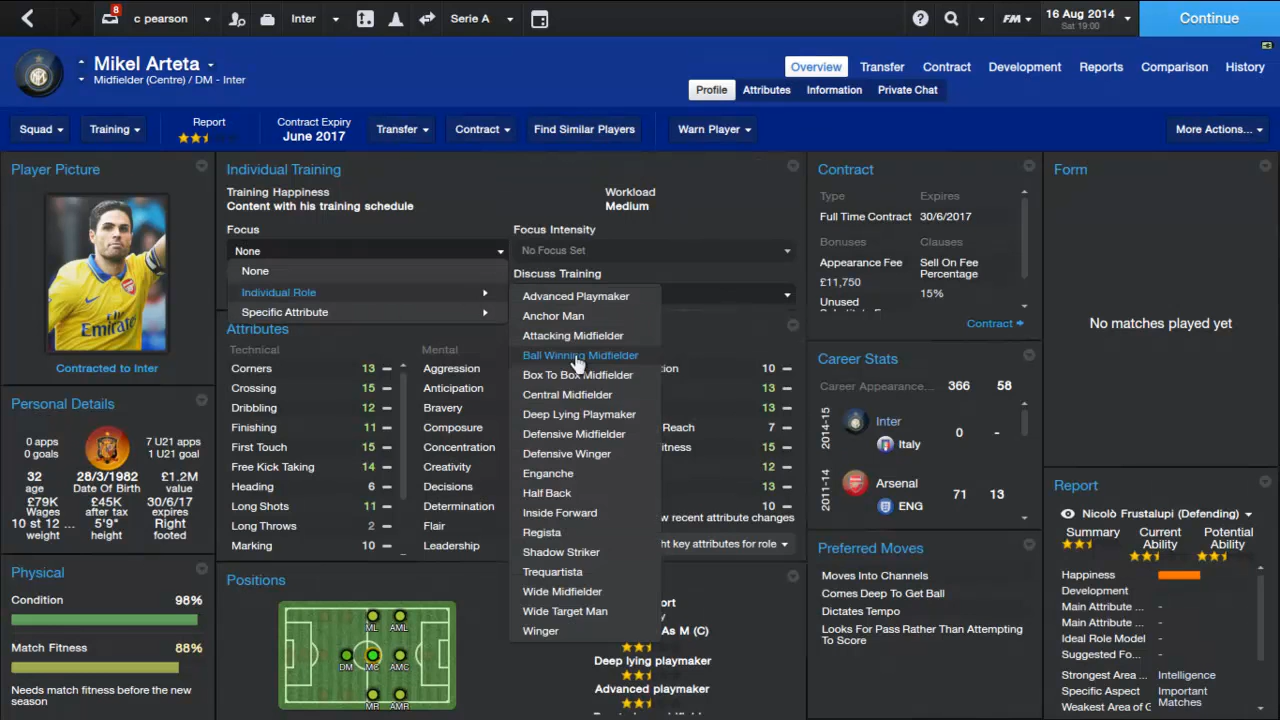 8
c pearson
Inter
Serie A
FM
16 Aug 2014
Sat 19:00
Continue
Mikel Arteta
Midfielder (Centre) / DM - Inter
Overview
Transfer
Contract
Development
Reports
Comparison
History
Profile
Attributes
Information
Private Chat
Squad
Training
Report
Contract Expiry
June 2017
Transfer
Contract
Find Similar Players
Warn Player
More Actions...
Player Picture
Contracted to Inter
Personal Details
0 apps
0 goals
7 U21 apps
1 U21 goal
32
age
28/3/1982
Date Of Birth
£1.2M
value
£79K
Wages
£45K
after tax
30/6/17
expires
10 st 12 ...
weight
5'9"
height
Right
footed
Physical
Condition
98%
Match Fitness
88%
Needs match fitness before the new
season
Individual Training
Training Happiness
Content with his training schedule
Workload
Medium
Focus
None
Focus Intensity
No Focus Set
None
Individual Role
Specific Attribute
Discuss Training
Advanced Playmaker
Anchor Man
Attacking Midfielder
Ball Winning Midfielder
Box To Box Midfielder
Central Midfielder
Deep Lying Playmaker
Defensive Midfielder
Defensive Winger
Enganche
Half Back
Inside Forward
Regista
Shadow Striker
Trequartista
Wide Midfielder
Wide Target Man
Winger
Attributes
Technical
Corners 13
Crossing 15
Dribbling 12
Finishing 11
First Touch 15
Free Kick Taking 14
Heading 6
Long Shots 11
Long Throws 2
Marking 10
Mental
Aggression
Anticipation
Bravery
Composure
Concentration
Creativity
Decisions
Determination
Flair
Leadership
tion 10
13
13
Reach 7
itness 15
12
13
10
w recent attribute changes
ht key attributes for role
Positions
ML
AML
DM
MC
AMC
MR
AMR
ort
y
As M (C)
Deep lying playmaker
Advanced playmaker
Contract
Type
Full Time Contract
Expires
30/6/2017
Bonuses
Appearance Fee
£11,750
Unused
Clauses
Sell On Fee
Percentage
15%
Contract
Career Stats
Career Appearance... 366 58
2014-15
Inter
Italy
0 -
2011-14
Arsenal
ENG
71 13
Preferred Moves
Moves Into Channels
Comes Deep To Get Ball
Dictates Tempo
Looks For Pass Rather Than Attempting
To Score
Form
No matches played yet
Report
Nicolò Frustalupi (Defending)
Summary
Current
Ability
Potential
Ability
Happiness
Development
Main Attribute ... -
Main Attribute ... -
Ideal Role Model -
Suggested Fo... -
Strongest Area ... Intelligence
Specific Aspect Important
Matches
Weakest Area of G